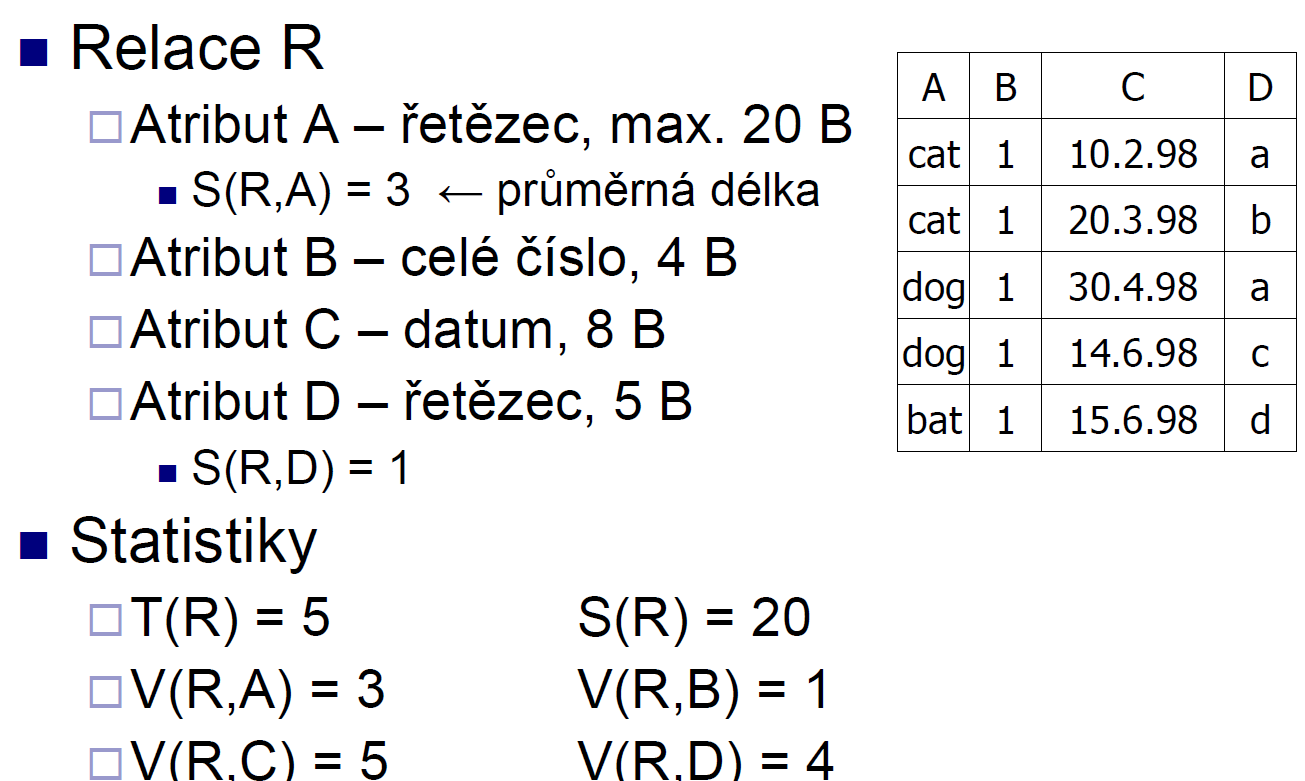 Relace R
Atribut A – řetězec, max. 20 B
S(R,A) = 3 ← průměrná délka
Atribut B – celé číslo, 4 B
Atribut C – datum, 8 B
Atribut D – řetězec, 5 B
S(R,D) = 1
Statistiky
T(R) = 5 S(R) = 20
V(R,A) = 3 V(R,B) = 1
V(R,C) = 5 V(R,D) = 4
A B C D
cat 1 10.2.98 a
cat 1 20.3.98 b
dog 1 30.4.98 a
dog 1 14.6.98 c
bat 1 15.6.98 d